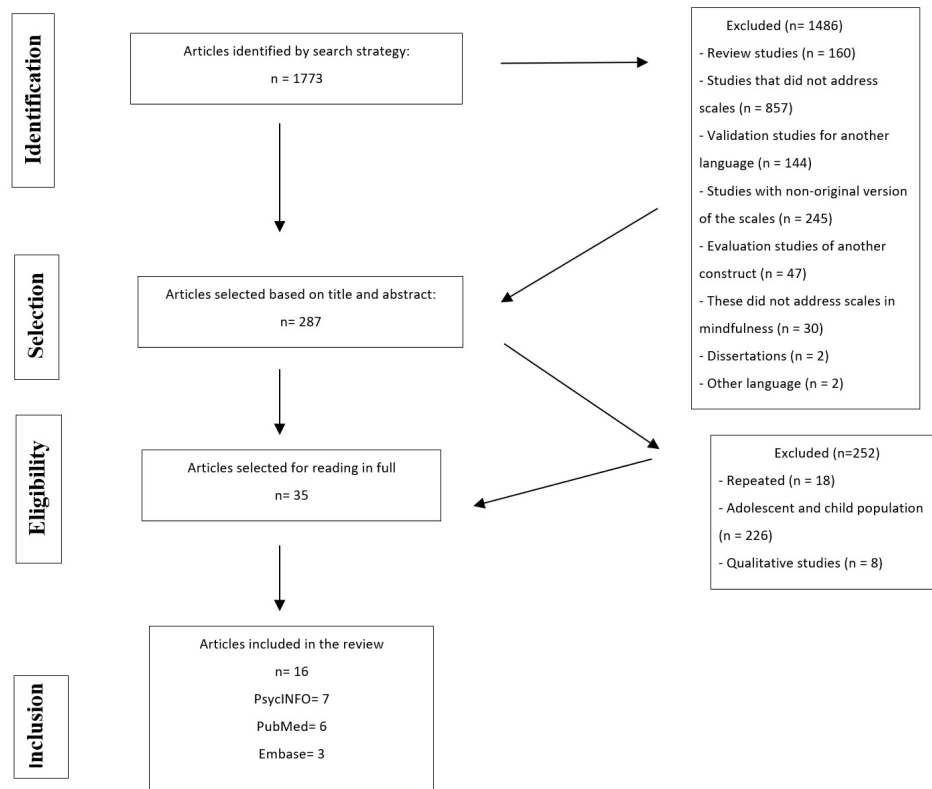 Identification
Articles identified by search strategy:
n = 1773
Excluded (n= 1486)
- Review studies (n = 160)
- Studies that did not address
scales (n = 857)
- Validation studies for another
language (n = 144)
- Studies with non-original version
of the scales (n = 245)
- Evaluation studies of another
construct (n = 47)
- These did not address scales in
mindfulness (n = 30)
- Dissertations (n = 2)
- Other language (n = 2)
Selection
Articles selected based on title and abstract:
n= 287
Eligibility
Articles selected for reading in full
n = 35
Excluded (n=252)
- Repeated (n = 18)
- Adolescent and child population
(n = 226)
- Qualitative studies (n = 8)
Inclusion
Articles included in the review
n= 16
PsycINFO= 7
PubMed= 6
Embase= 3